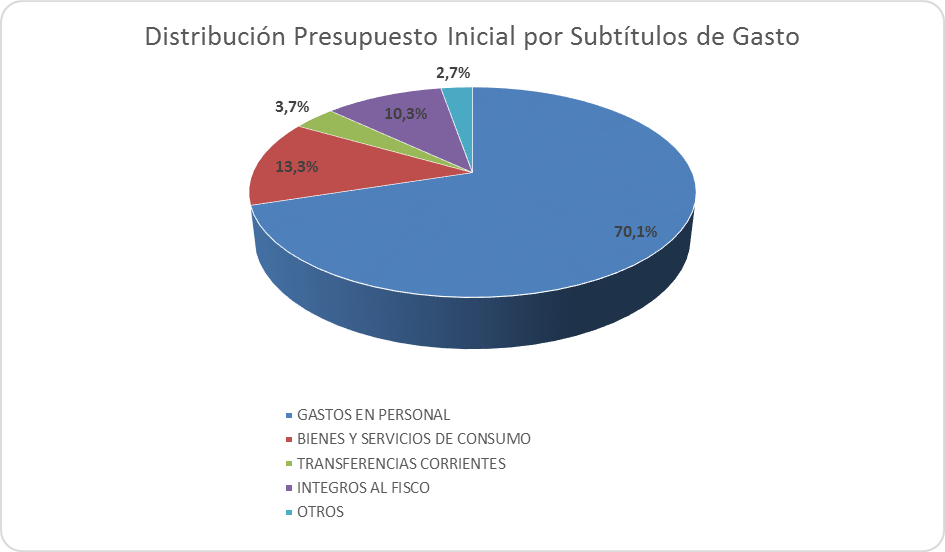 Distribución Presupuesto Inicial por Subtítulos de Gasto
2,7%
3,7%
10,3%
13,3%
70,1%
GASTOS EN PERSONAL
BIENES Y SERVICIOS DE CONSUMO
TRANSFERENCIAS CORRIENTES
INTEGROS AL FISCO
OTROS